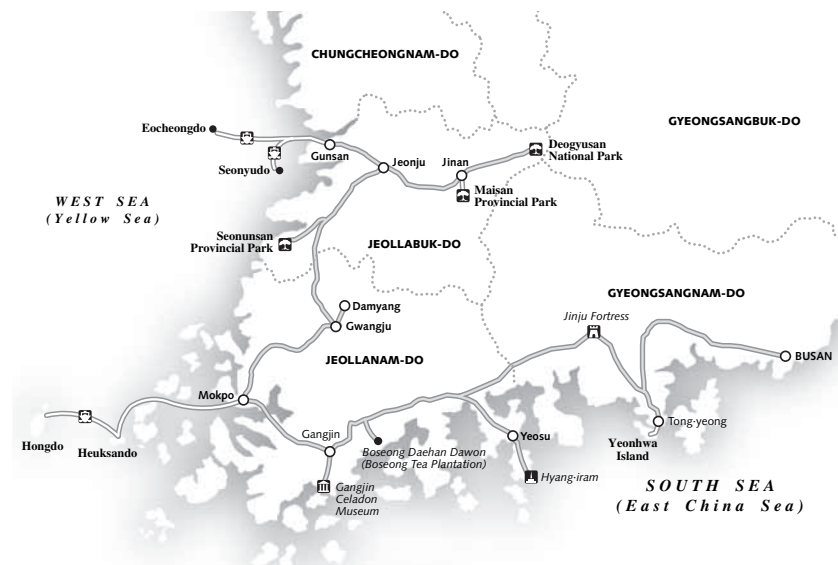 CHUNGCHEONGNAM-DO
GYEONGSANGBUK-DO
Eocheongdo
Gunsan
Seonyudo
Jeonju
Jinan
Deogyusan
National Park
Maisan
Provincial Park
WEST SEA
(Yellow Sea)
Seonunsan
Provincial Park
JEOLLABUK-DO
GYEONGSANGNAM-DO
Damyang
Gwangju
Jinju Fortress
JEOLLANAM-DO
BUSAN
Mokpo
Hongdo
Heuksando
Gangjin
Boseong Daehan Dawon
(Boseong Tea Plantation)
Yeosu
Tong-yeong
Yeonhwa
Island
Gangjin
Celadon
Museum
Hyang-iram
SOUTH SEA
(East China Sea)